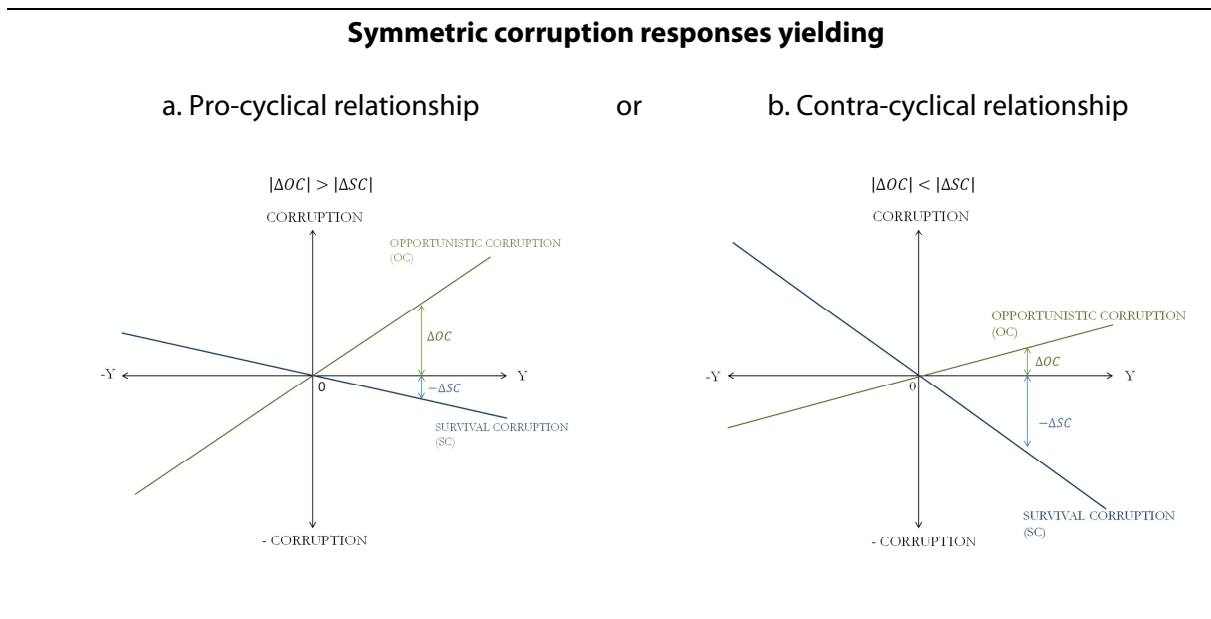 Symmetric corruption responses yielding
a. Pro-cyclical relationship or b. Contra-cyclical relationship
|ΔOC| > |ΔSC|
CORRUPTION
OPPORTUNISTIC CORRUPTION
(OC)
ΔOC
-Y
Y
0
−ΔSC
SURVIVAL CORRUPTION
(SC)
- CORRUPTION
|ΔOC| < |ΔSC|
CORRUPTION
OPPORTUNISTIC CORRUPTION
(OC)
ΔOC
-Y
Y
0
−ΔSC
SURVIVAL CORRUPTION
(SC)
- CORRUPTION